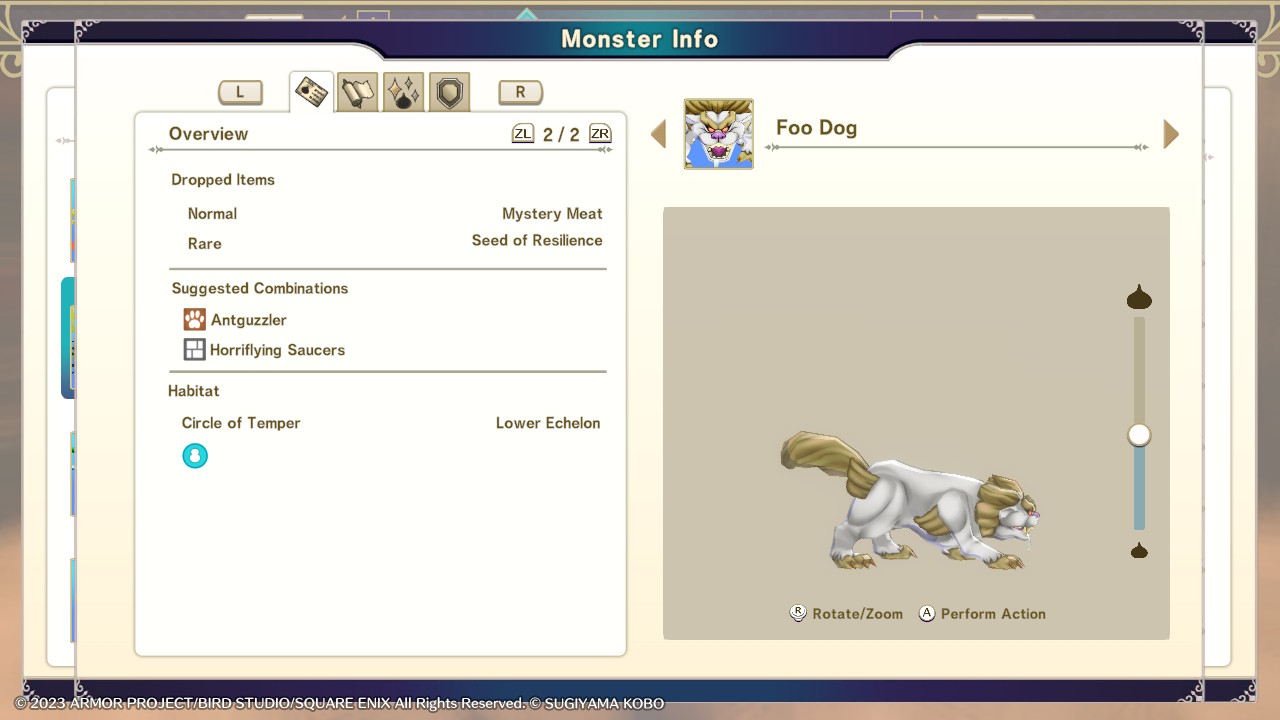 Monster Info
L
R
Overview
ZL 2 / 2 ZR
Foo Dog
Dropped Items
Normal
Mystery Meat
Rare
Seed of Resilience
Suggested Combinations
Antguzzler
Horriflying Saucers
Habitat
Circle of Temper
Lower Echelon
R Rotate/Zoom A Perform Action
© 2023 ARMOR PROJECT/BIRD STUDIO/SQUARE ENIX All Rights Reserved. © SUGIYAMA KOBO